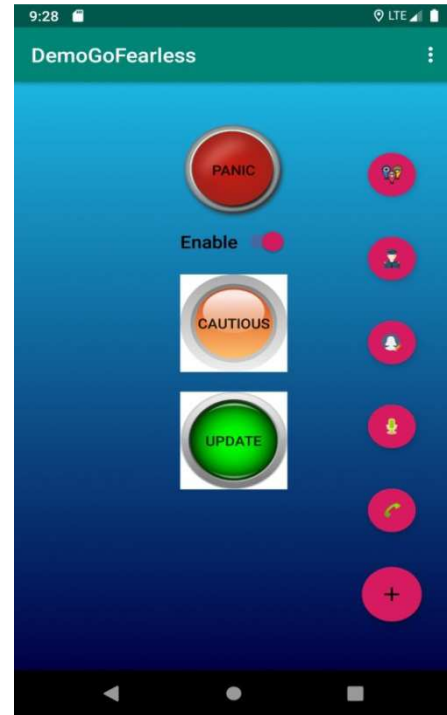 9:28 LTE
DemoGoFearless
PANIC
Enable
CAUTIOUS
UPDATE
+